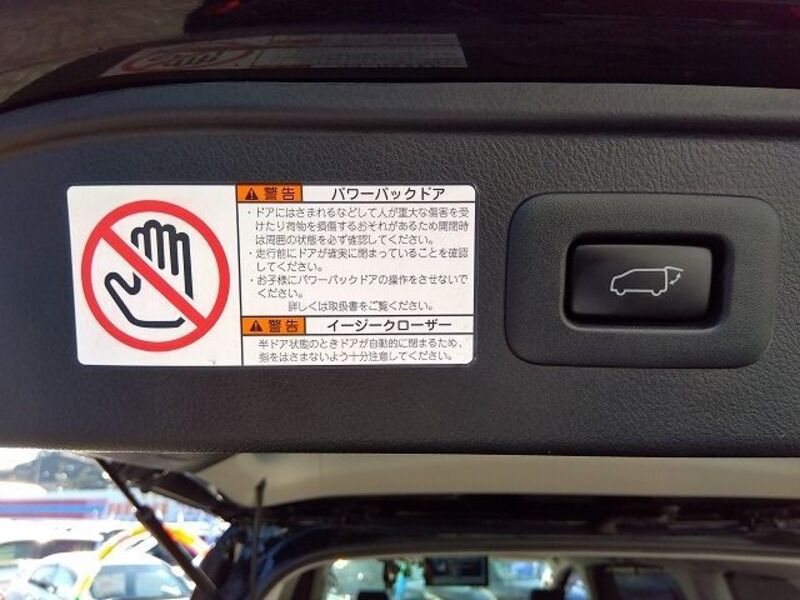 警告 パワーバックドア
・ドアにはさまれるなどして人が重大な傷害を受
けたり荷物を損傷するおそれがあるため開閉時
は周囲の状態を必ず確認してください。
・走行前にドアが確実に閉まっていることを確認
してください。
・お子様にパワーバックドアの操作をさせないで
ください。
詳しくは取扱書をご覧ください。
警告 イージークローザー
半ドア状態のときドアが自動的に閉まるため、
指をはさまないよう十分注意してください。